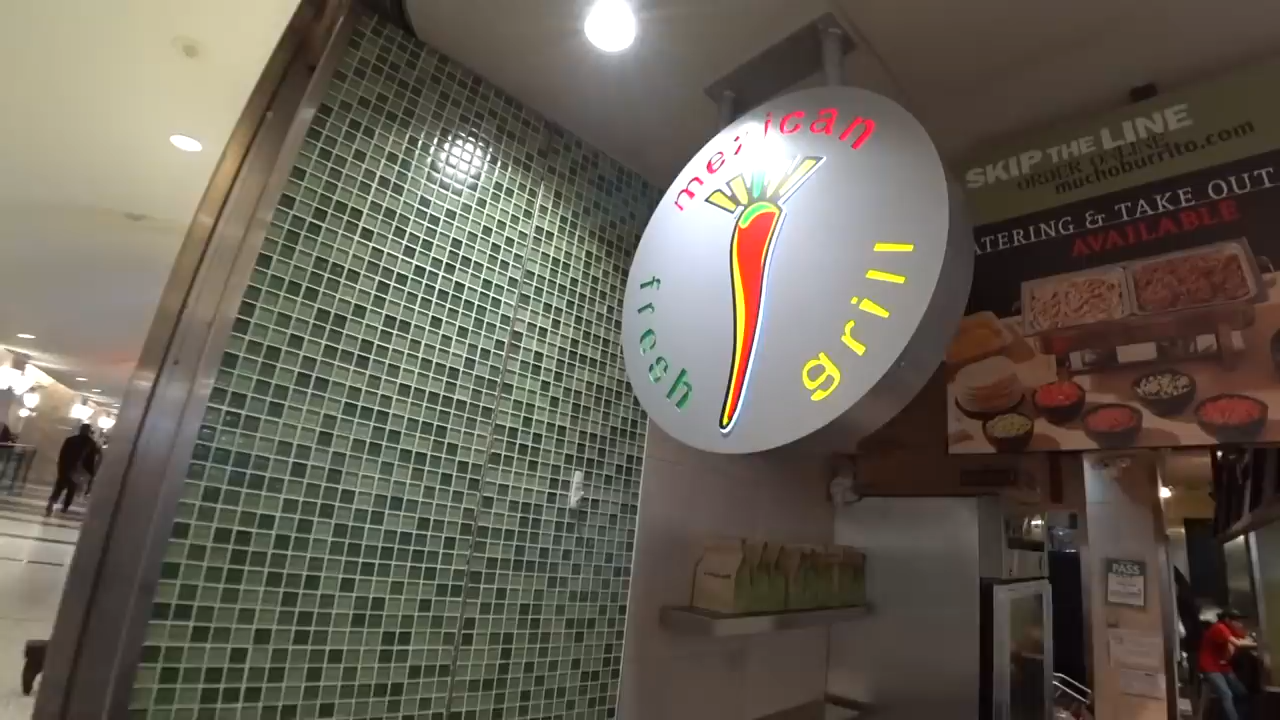 mexican
fresh
grill
SKIP THE LINE
ORDER ONLINE
muchoburrito.com
ATERING & TAKE OUT
AVAILABLE
PASS